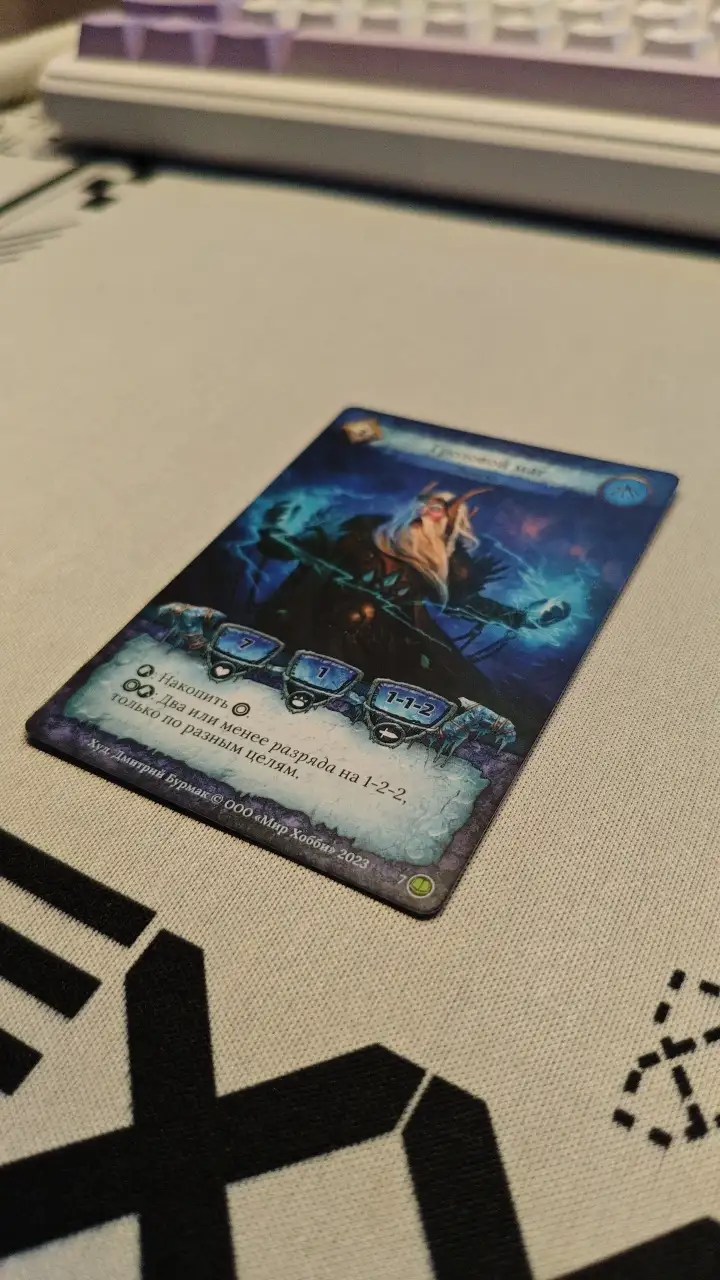 Грозовой маг
7
1
1-1-2
: Накопить .
: Два или менее разряда на 1-2-2,
только по разным целям.
Худ. Дмитрий Бурмак © ООО «Мир Хобби» 2023
7